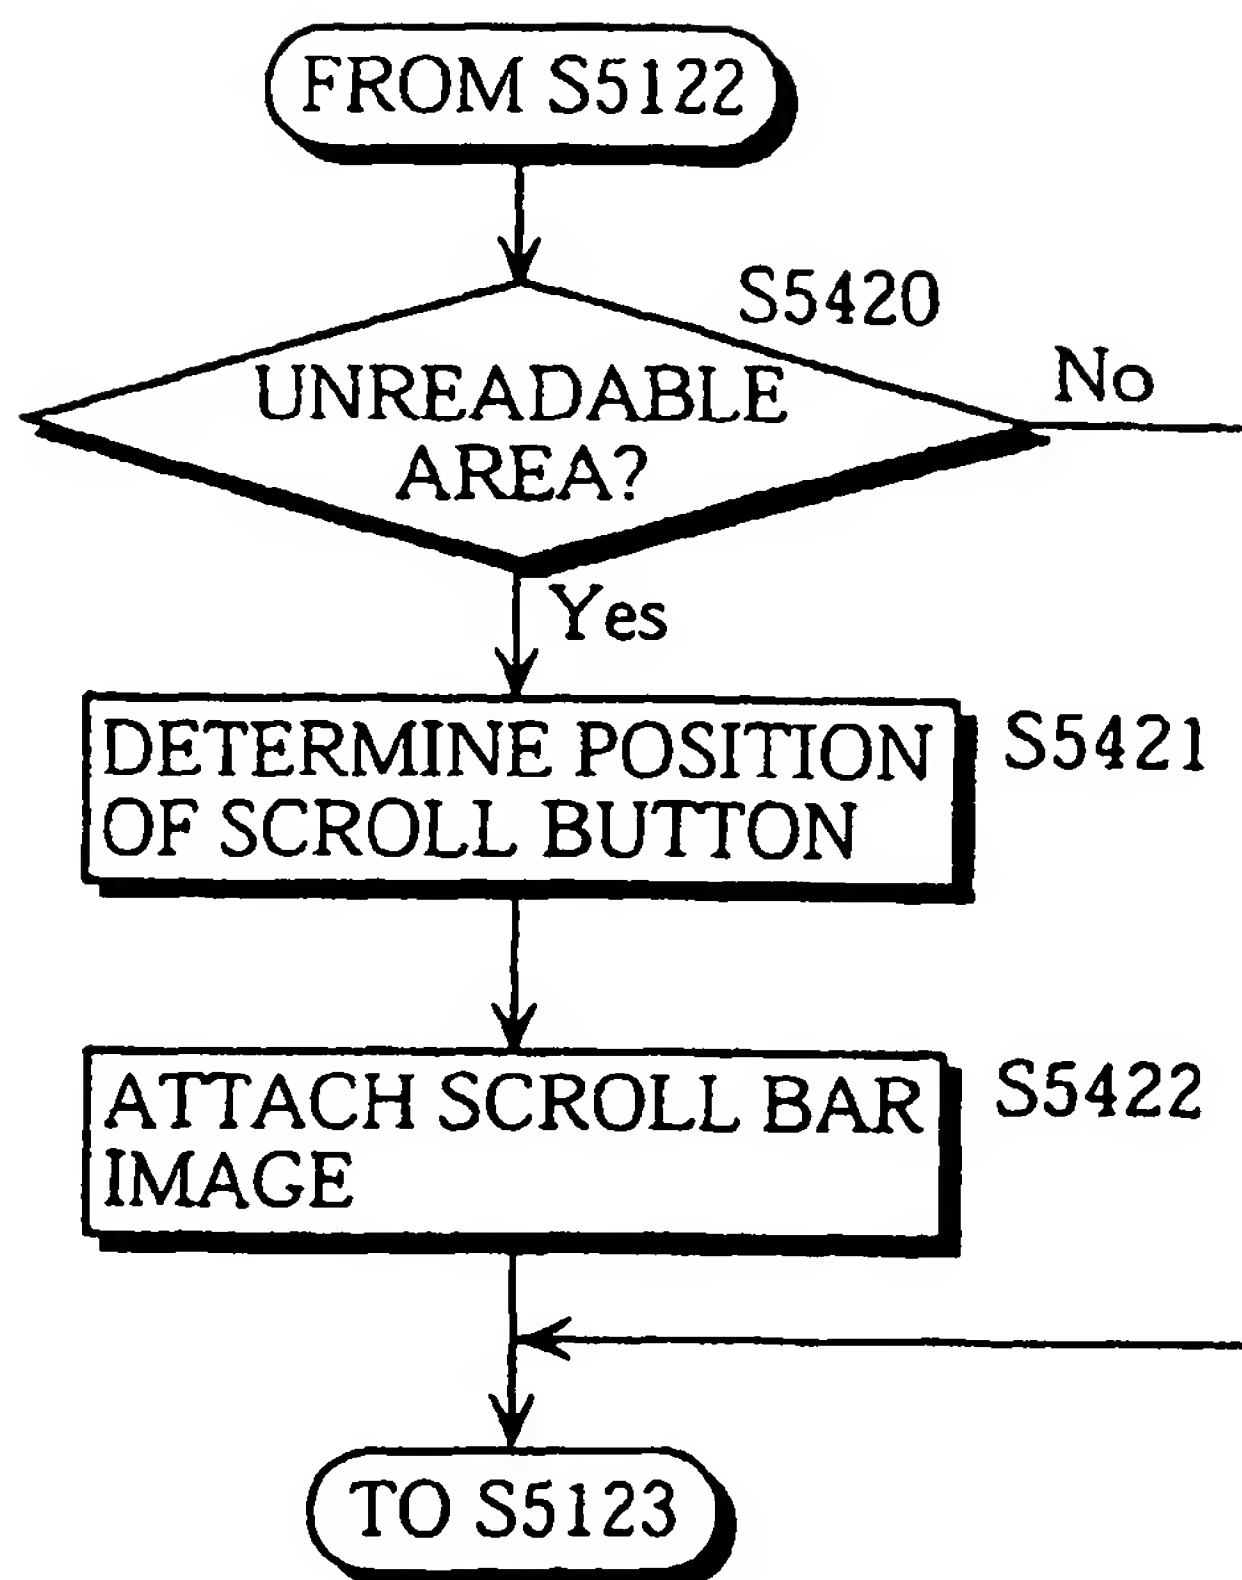 FROM S5122
S5420
UNREADABLE
AREA?
No
Yes
DETERMINE POSITION
OF SCROLL BUTTON
S5421
ATTACH SCROLL BAR
IMAGE
S5422
TO S5123